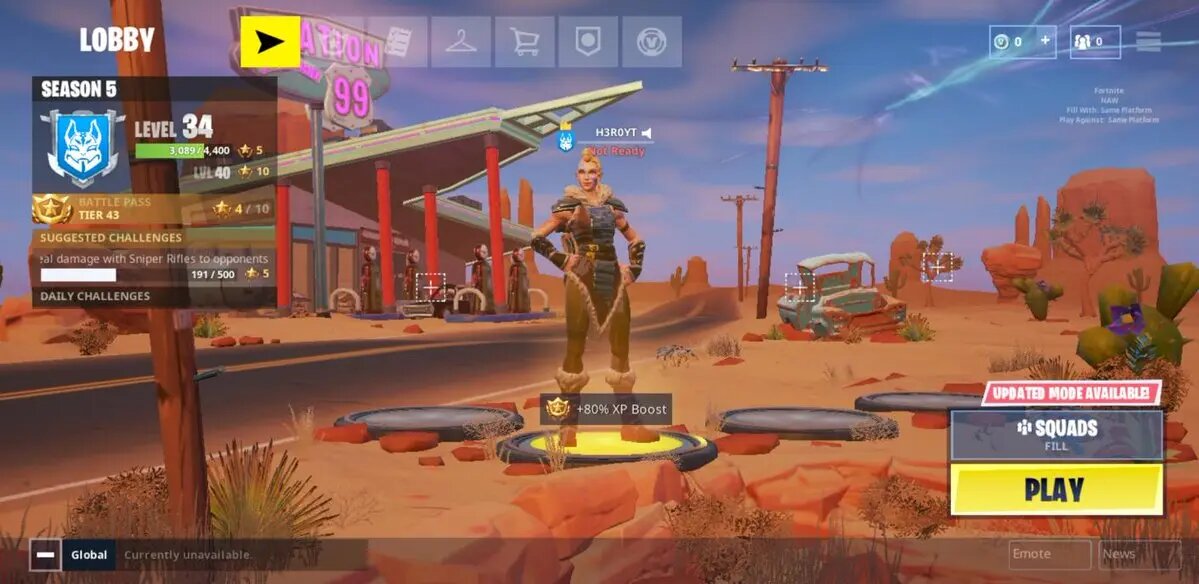 LOBBY
0
+
0
SEASON 5
LEVEL 34
3,089/4,400
5
LVL 40
10
BATTLE PASS
TIER 43
4 / 10
SUGGESTED CHALLENGES
al damage with Sniper Rifles to opponents
191 / 500
5
DAILY CHALLENGES
99
H3R0YT
Not Ready
Fortnite
NAW
Fill With: Same Platform
Play Against: Same Platform
+80% XP Boost
UPDATED MODE AVAILABLE!
SQUADS
FILL
PLAY
Global
Currently unavailable.
Emote
News